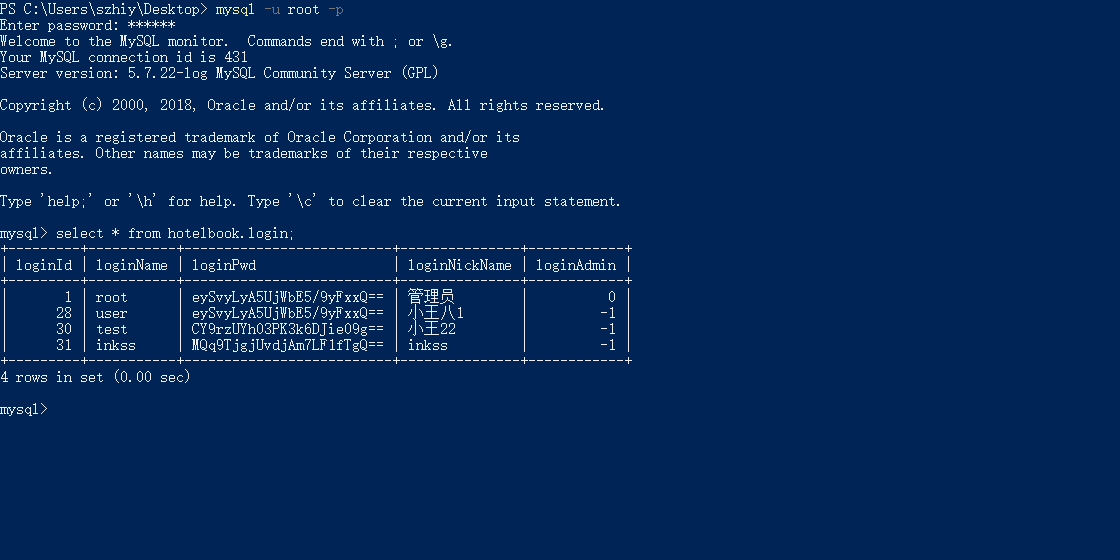 PS C:\Users\szhiy\Desktop> mysql -u root -p
Enter password: ******
Welcome to the MySQL monitor.  Commands end with ; or \g.
Your MySQL connection id is 431
Server version: 5.7.22-log MySQL Community Server (GPL)

Copyright (c) 2000, 2018, Oracle and/or its affiliates. All rights reserved.

Oracle is a registered trademark of Oracle Corporation and/or its
affiliates. Other names may be trademarks of their respective
owners.

Type 'help;' or '\h' for help. Type '\c' to clear the current input statement.

mysql> select * from hotelbook.login;
+---------+-----------+--------------------------+---------------+------------+
| loginId | loginName | loginPwd                 | loginNickName | loginAdmin |
+---------+-----------+--------------------------+---------------+------------+
|       1 | root      | eySvyLyA5UjWbE5/9yFxxQ== | 管理员        |          0 |
|      28 | user      | eySvyLyA5UjWbE5/9yFxxQ== | 小王八1       |         -1 |
|      30 | test      | CY9rzUYh03PK3k6DJie09g== | 小王22        |         -1 |
|      31 | inkss     | MQq9TjgjUvdjAm7LF1fTgQ== | inkss         |         -1 |
+---------+-----------+--------------------------+---------------+------------+
4 rows in set (0.00 sec)

mysql>